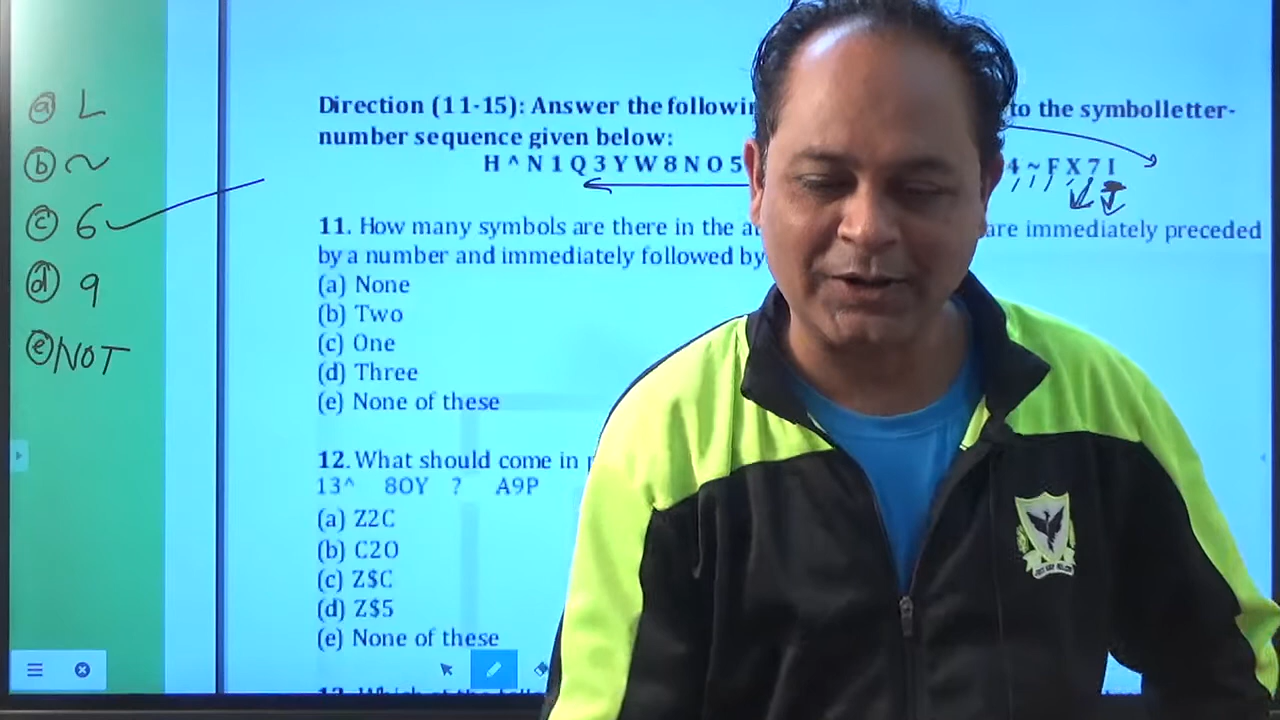 ⓐ L
ⓑ ~
ⓒ 6
ⓓ 9
ⓔ NOT
Direction (11-15): Answer the to the symbolletter-
number sequence given below:
H ^ N 1 Q 3 Y W 8 N O 5 4 ~ F X 7 I
11. How many symbols are there in the are immediately preceded
by a number and immediately followed by
(a) None
(b) Two
(c) One
(d) Three
(e) None of these
12. What should come in
13^ 8OY ? A9P
(a) Z2C
(b) C2O
(c) Z$C
(d) Z$5
(e) None of these